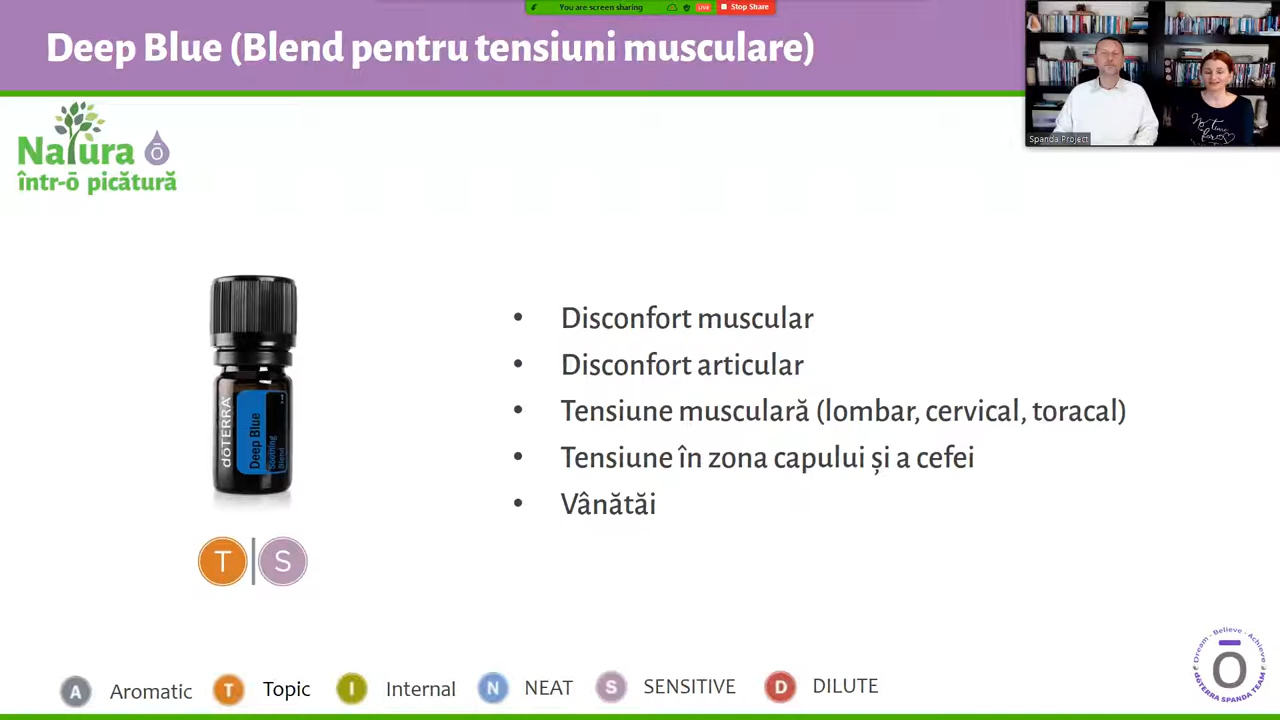 You are screen sharing
LIVE
Stop Share
Deep Blue (Blend pentru tensiuni musculare)
Spanda Project
Natura ō
într-ō picătură
• Disconfort muscular
• Disconfort articular
• Tensiune musculară (lombar, cervical, toracal)
• Tensiune în zona capului și a cefei
• Vânătăi
dōTERRA
Deep Blue
Soothing
Blend
T | S
A Aromatic T Topic I Internal N NEAT S SENSITIVE D DILUTE
Dream - Believe - Achieve
ō
dōTERRA SPANDA TEAM